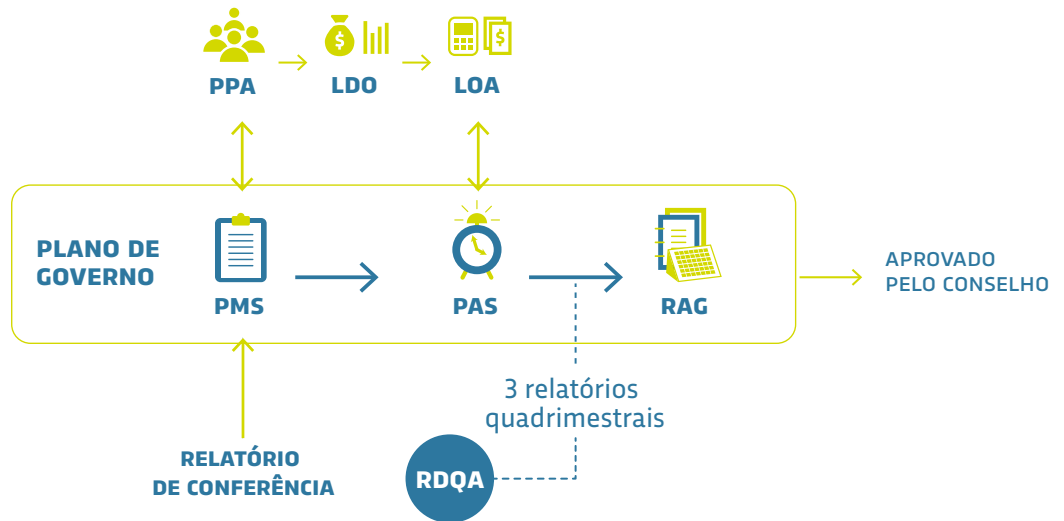 PPA
LDO
LOA
PLANO DE
GOVERNO
PMS
PAS
RAG
APROVADO
PELO CONSELHO
3 relatórios
quadrimestrais
RELATÓRIO
DE CONFERÊNCIA
RDQA